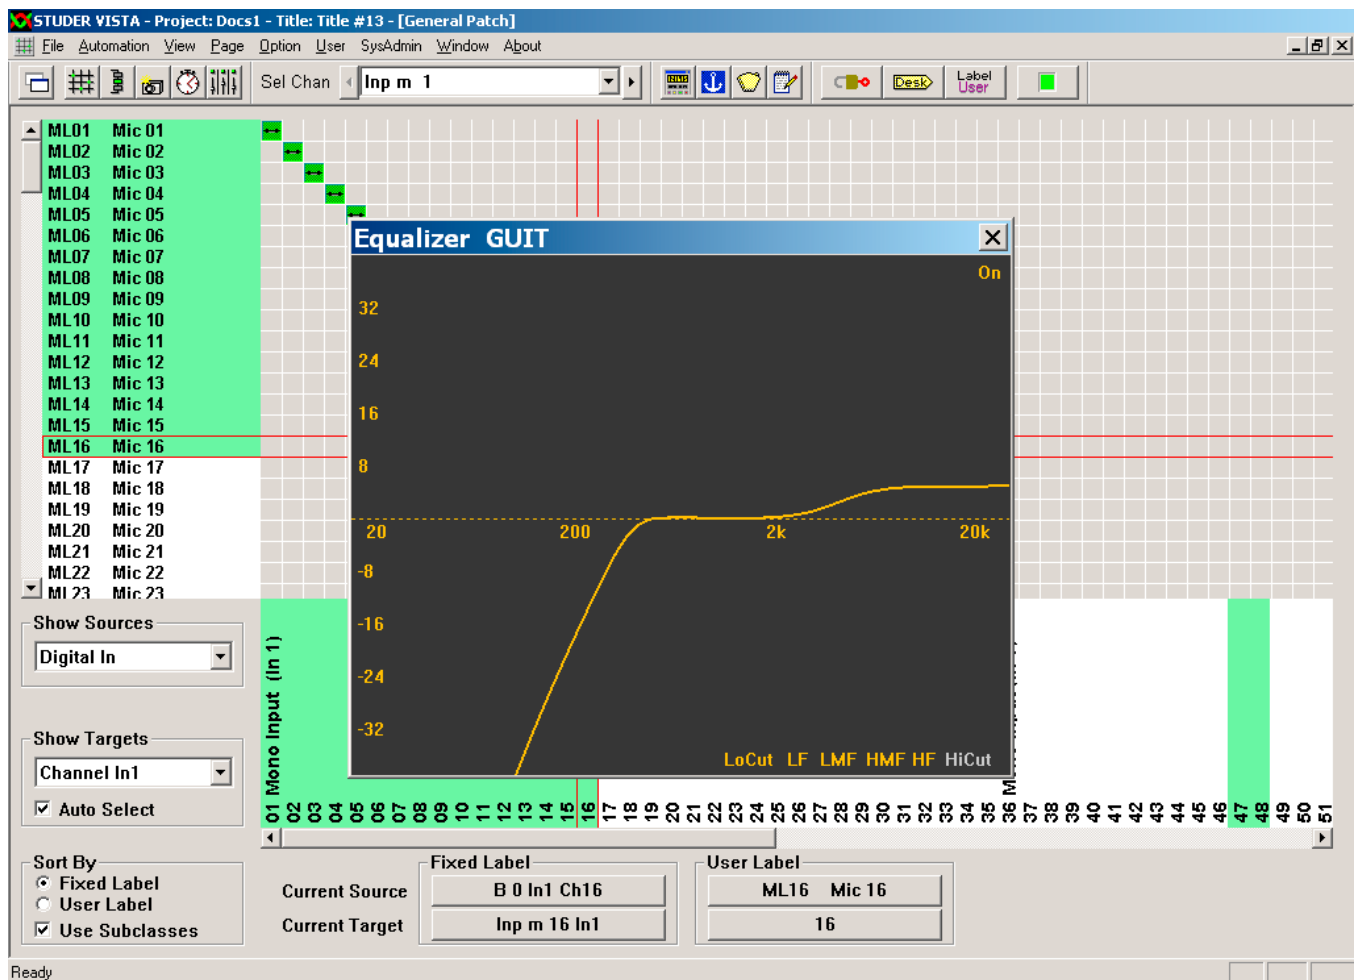 STUDER VISTA - Project: Docs1 - Title: Title #13 - [General Patch]
File Automation View Page Option User SysAdmin Window About
Sel Chan Inp m 1 Desk Label User
ML01 Mic 01
ML02 Mic 02
ML03 Mic 03
ML04 Mic 04
ML05 Mic 05
ML06 Mic 06
ML07 Mic 07
ML08 Mic 08
ML09 Mic 09
ML10 Mic 10
ML11 Mic 11
ML12 Mic 12
ML13 Mic 13
ML14 Mic 14
ML15 Mic 15
ML16 Mic 16
ML17 Mic 17
ML18 Mic 18
ML19 Mic 19
ML20 Mic 20
ML21 Mic 21
ML22 Mic 22
ML23 Mic 23
Equalizer GUIT
On
32
24
16
8
20 200 2k 20k
-8
-16
-24
-32
LoCut LF LMF HMF HF HiCut
Show Sources
Digital In
Show Targets
Channel In1
Auto Select
01 Mono Input (In 1)
02 03 04 05 06 07 08 09 10 11 12 13 14 15 16 17 18 19 20 21 22 23 24 25 26 27 28 29 30 31 32 33 34 35 36 37 38 39 40 41 42 43 44 45 46 47 48 49 50 51
Sort By
Fixed Label
User Label
Use Subclasses
Fixed Label User Label
Current Source B 0 In1 Ch16 ML16 Mic 16
Current Target Inp m 16 In1 16
Ready